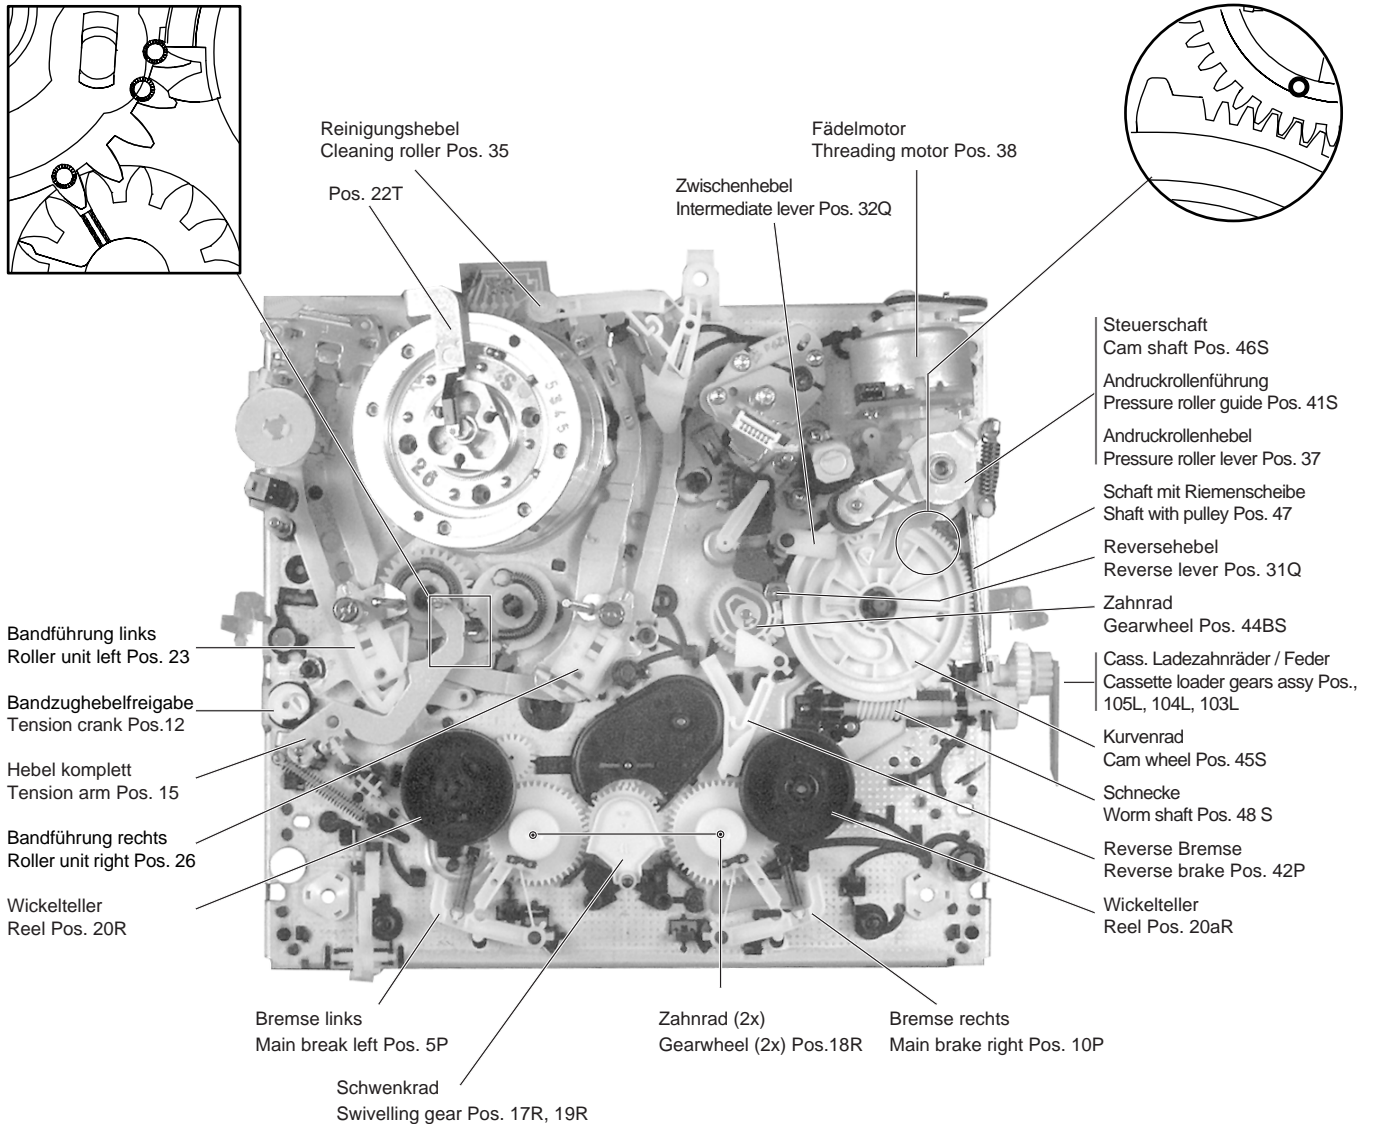 Reinigungshebel
Cleaning roller Pos. 35
Pos. 22T
Fädelmotor
Threading motor Pos. 38
Zwischenhebel
Intermediate lever Pos. 32Q
Steuerschaft
Cam shaft Pos. 46S
Andruckrollenführung
Pressure roller guide Pos. 41S
Andruckrollenhebel
Pressure roller lever Pos. 37
Schaft mit Riemenscheibe
Shaft with pulley Pos. 47
Reversehebel
Reverse lever Pos. 31Q
Zahnrad
Gearwheel Pos. 44BS
Cass. Ladezahnräder / Feder
Cassette loader gears assy Pos.,
105L, 104L, 103L
Kurvenrad
Cam wheel Pos. 45S
Schnecke
Worm shaft Pos. 48 S
Reverse Bremse
Reverse brake Pos. 42P
Wickelteller
Reel Pos. 20aR
Bandführung links
Roller unit left Pos. 23
Bandzughebelfreigabe
Tension crank Pos.12
Hebel komplett
Tension arm Pos. 15
Bandführung rechts
Roller unit right Pos. 26
Wickelteller
Reel Pos. 20R
Bremse links
Main break left Pos. 5P
Schwenkrad
Swivelling gear Pos. 17R, 19R
Zahnrad (2x)
Gearwheel (2x) Pos.18R
Bremse rechts
Main brake right Pos. 10P